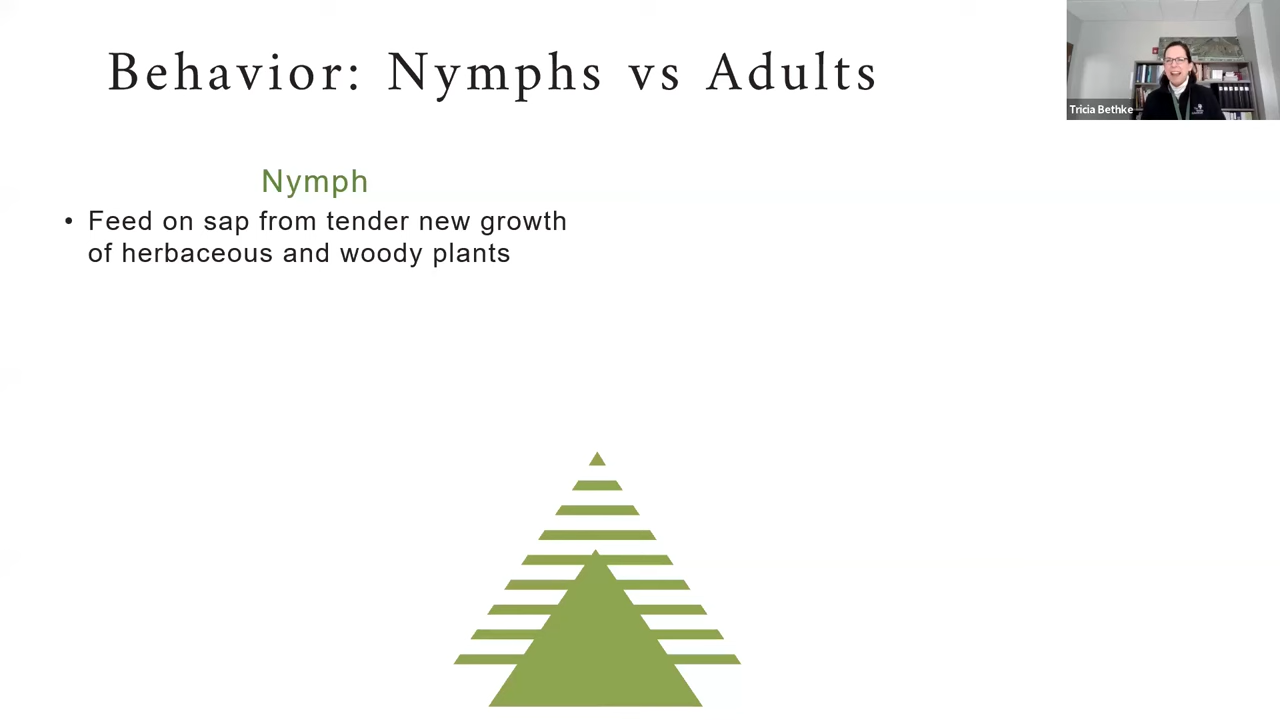 Behavior: Nymphs vs Adults
Tricia Bethke
Nymph
• Feed on sap from tender new growth
of herbaceous and woody plants